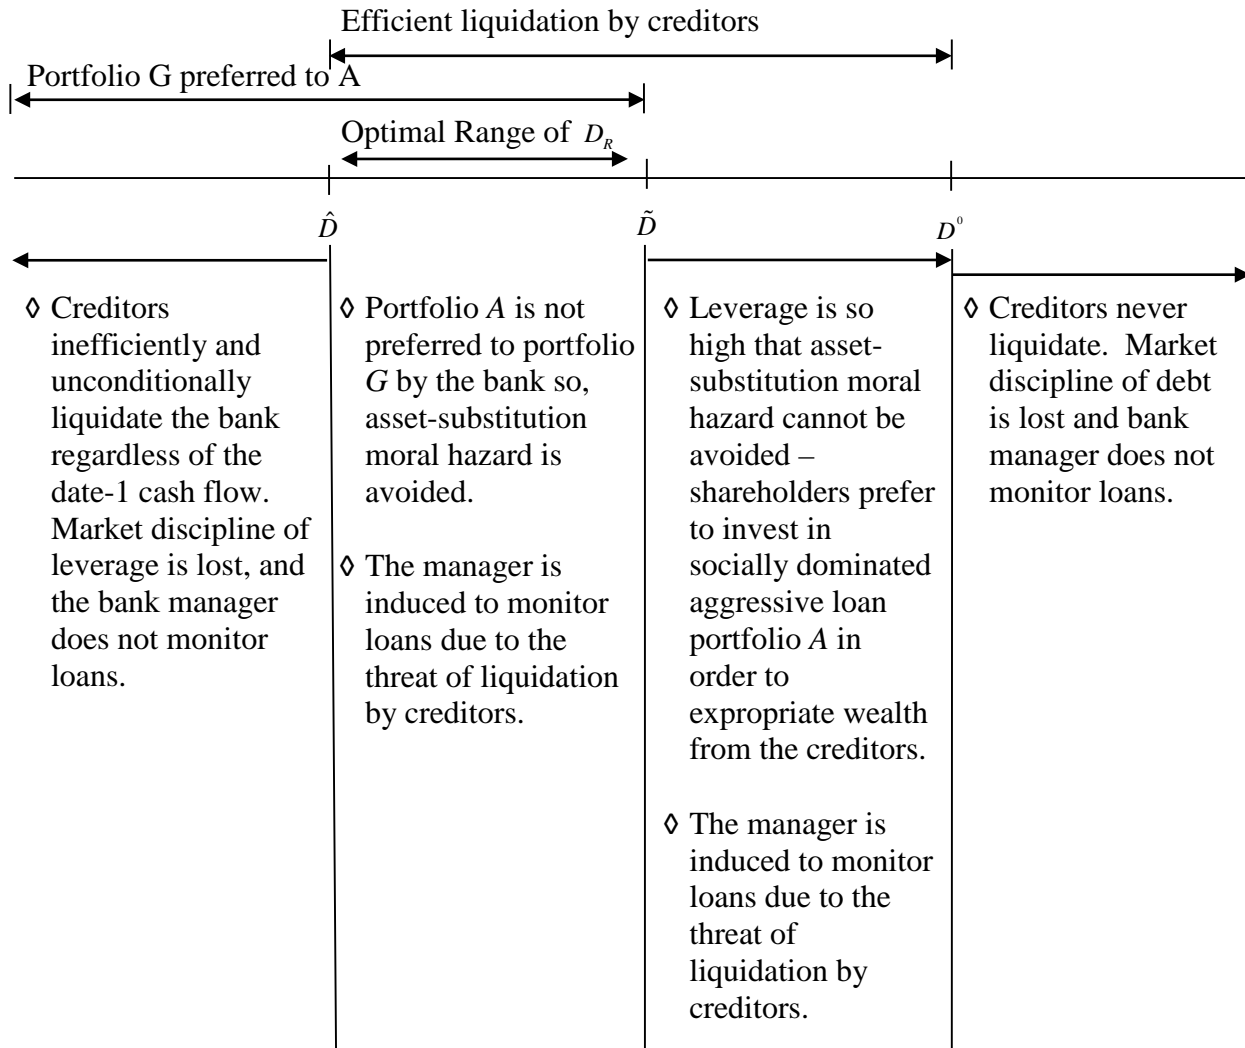 Efficient liquidation by creditors
Portfolio G preferred to A
Optimal Range of D_R
D̂
D̃
D⁰
◊ Creditors
inefficiently and
unconditionally
liquidate the bank
regardless of the
date-1 cash flow.
Market discipline of
leverage is lost, and
the bank manager
does not monitor
loans.
◊ Portfolio A is not
preferred to portfolio
G by the bank so,
asset-substitution
moral hazard is
avoided.
◊ The manager is
induced to monitor
loans due to the
threat of liquidation
by creditors.
◊ Leverage is so
high that asset-
substitution moral
hazard cannot be
avoided –
shareholders prefer
to invest in
socially dominated
aggressive loan
portfolio A in
order to
expropriate wealth
from the creditors.
◊ The manager is
induced to monitor
loans due to the
threat of
liquidation by
creditors.
◊ Creditors never
liquidate.  Market
discipline of debt
is lost and bank
manager does not
monitor loans.